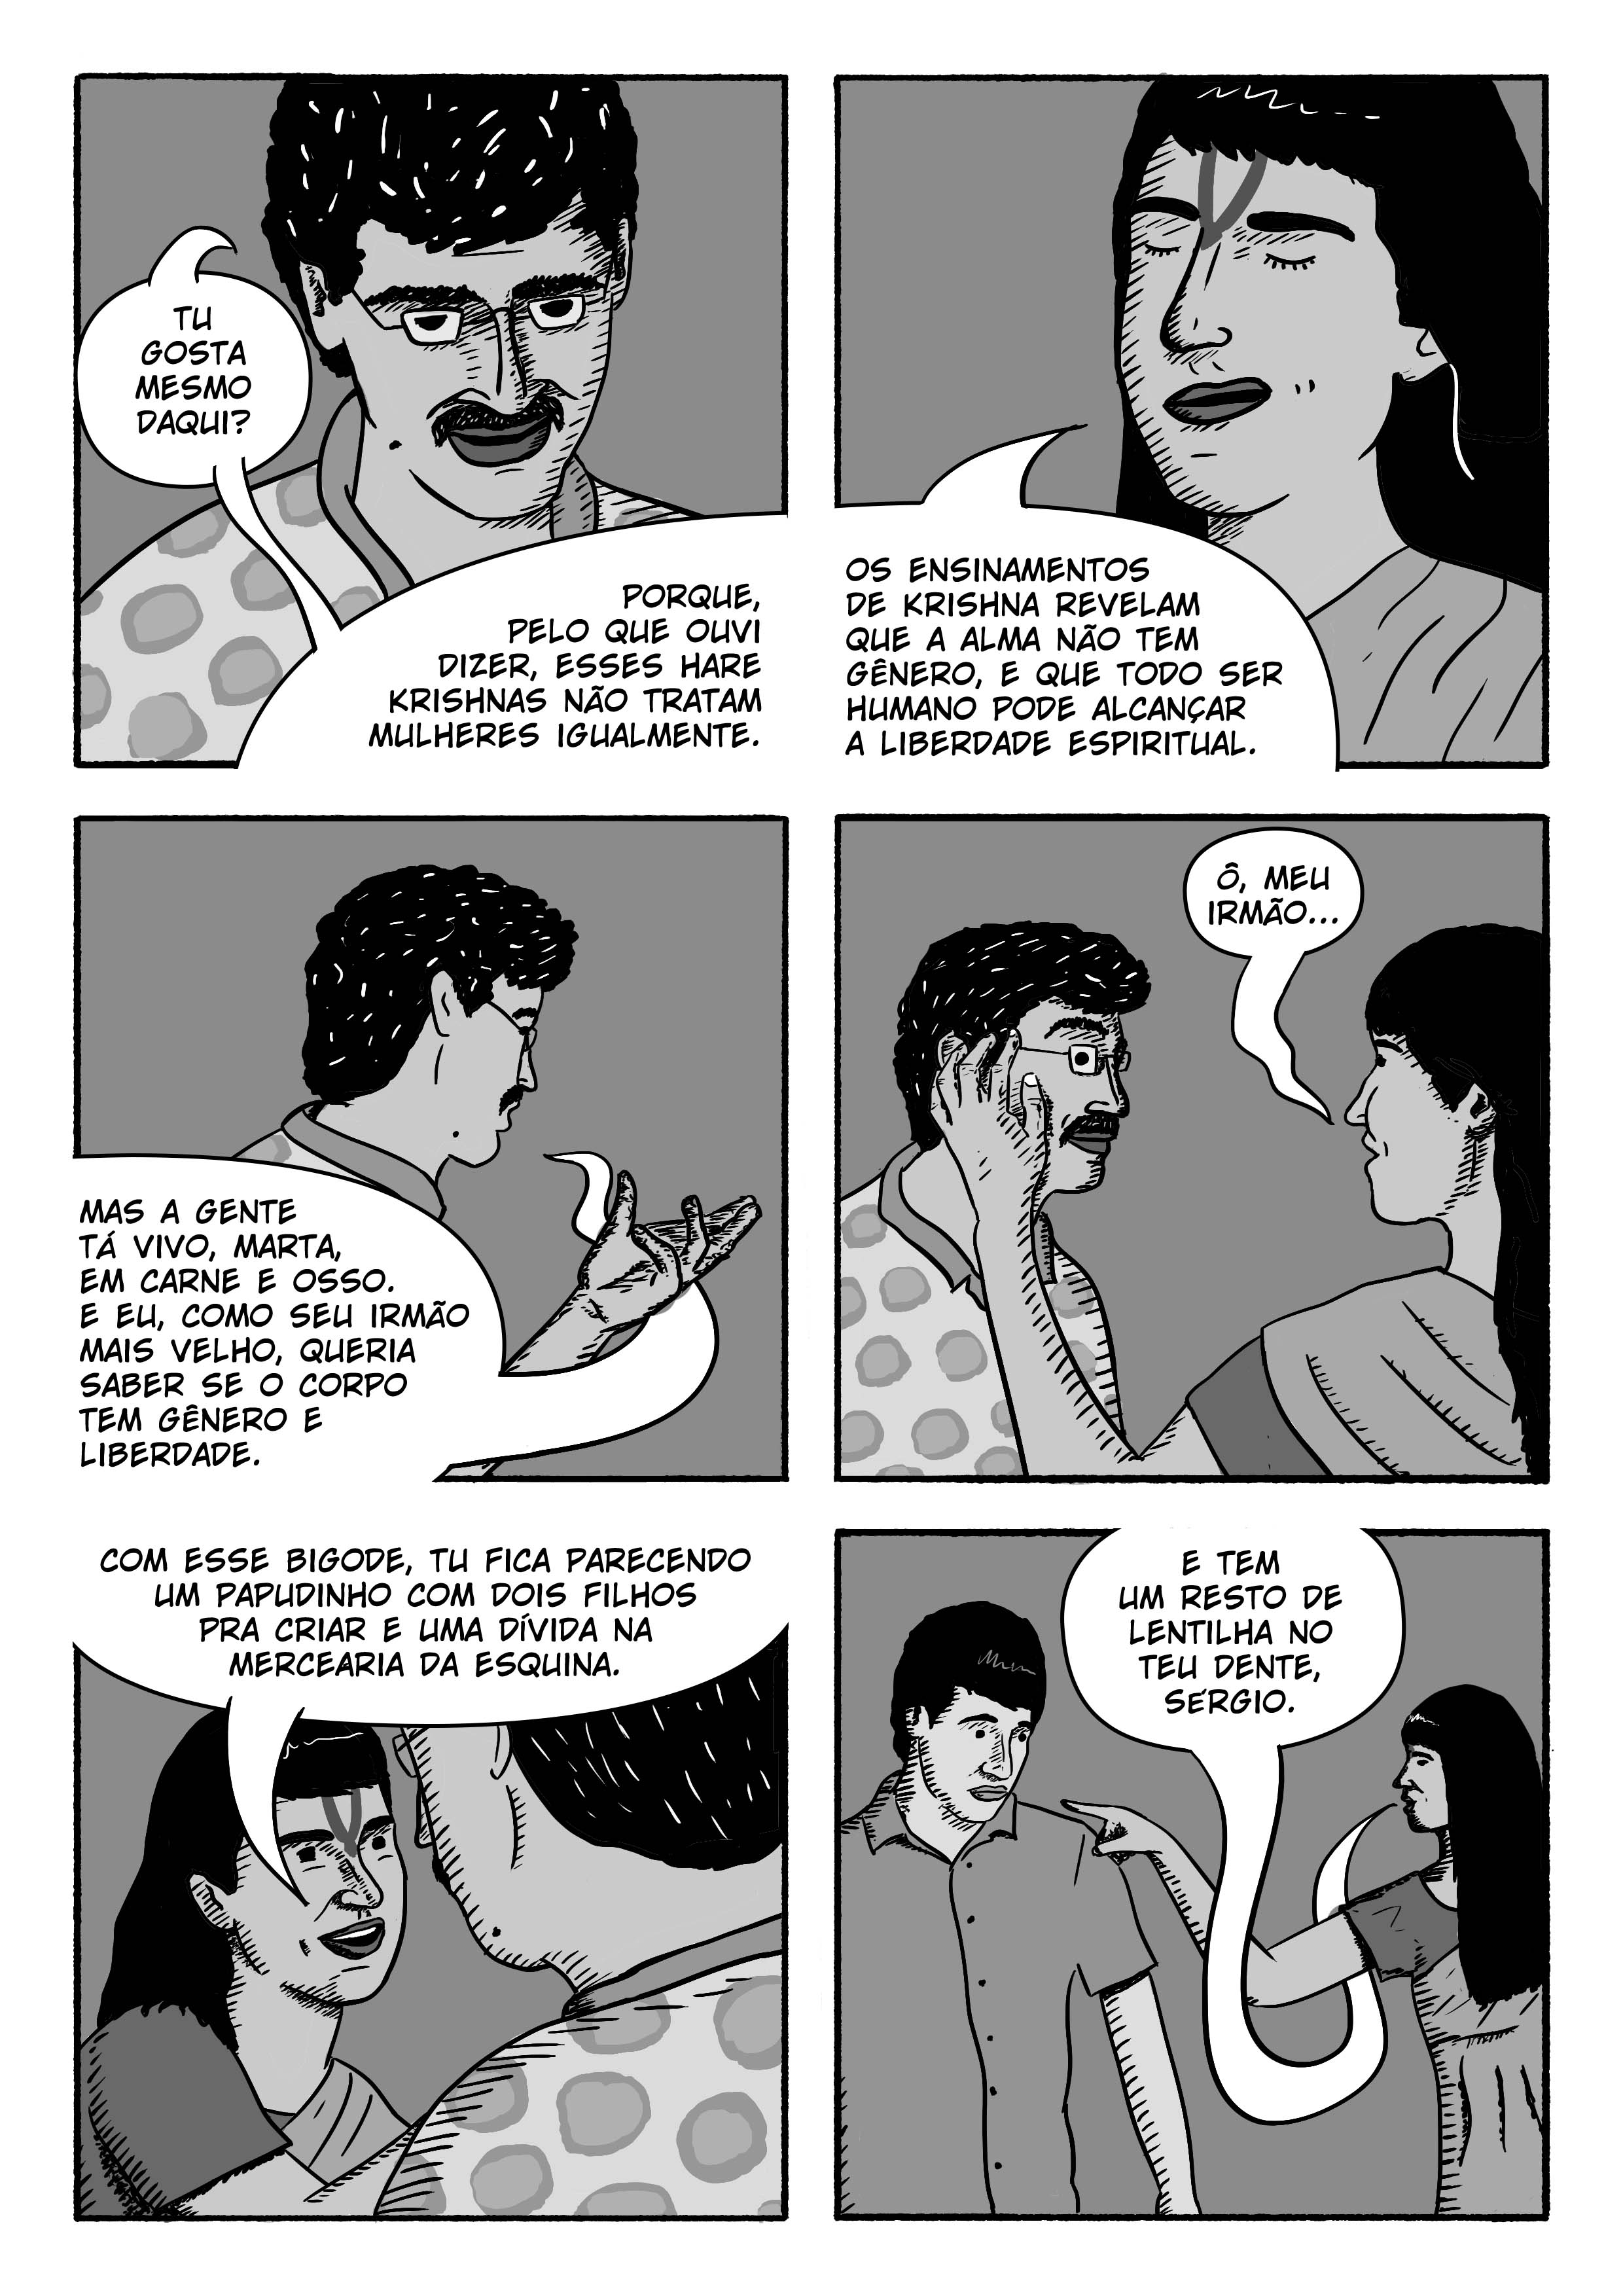 TU
GOSTA
MESMO
DAQUI?
PORQUE,
PELO QUE OUVI
DIZER, ESSES HARE
KRISHNAS NÃO TRATAM
MULHERES IGUALMENTE.
OS ENSINAMENTOS
DE KRISHNA REVELAM
QUE A ALMA NÃO TEM
GÊNERO, E QUE TODO SER
HUMANO PODE ALCANÇAR
A LIBERDADE ESPIRITUAL.
MAS A GENTE
TÁ VIVO, MARTA,
EM CARNE E OSSO.
E EU, COMO SEU IRMÃO
MAIS VELHO, QUERIA
SABER SE O CORPO
TEM GÊNERO E
LIBERDADE.
Ô, MEU
IRMÃO...
COM ESSE BIGODE, TU FICA PARECENDO
UM PAPUDINHO COM DOIS FILHOS
PRA CRIAR E UMA DÍVIDA NA
MERCEARIA DA ESQUINA.
E TEM
UM RESTO DE
LENTILHA NO
TEU DENTE,
SÉRGIO.